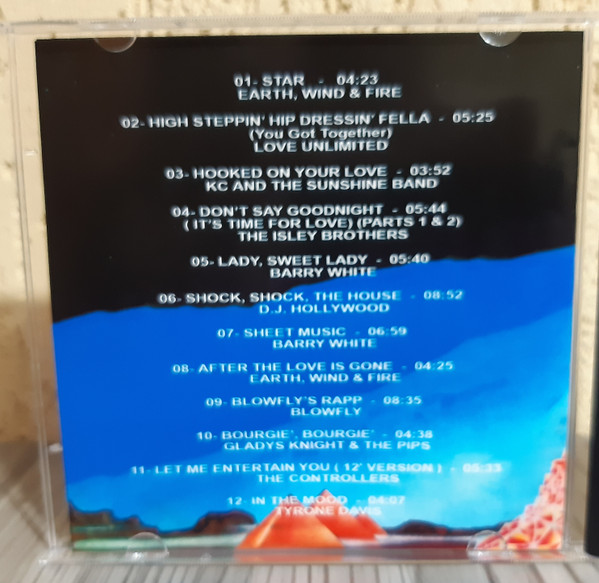 01- STAR - 04:23
EARTH, WIND & FIRE
02- HIGH STEPPIN' HIP DRESSIN' FELLA - 05:25
(You Got Together)
LOVE UNLIMITED
03- HOOKED ON YOUR LOVE - 03:52
KC AND THE SUNSHINE BAND
04- DON'T SAY GOODNIGHT - 05:44
( IT'S TIME FOR LOVE) (PARTS 1 & 2)
THE ISLEY BROTHERS
05- LADY, SWEET LADY - 05:40
BARRY WHITE
06- SHOCK, SHOCK, THE HOUSE - 08:52
D.J. HOLLYWOOD
07- SHEET MUSIC - 06:59
BARRY WHITE
08- AFTER THE LOVE IS GONE - 04:25
EARTH, WIND & FIRE
09- BLOWFLY'S RAPP - 08:35
BLOWFLY
10- BOURGIE', BOURGIE' - 04:38
GLADYS KNIGHT & THE PIPS
11- LET ME ENTERTAIN YOU ( 12' VERSION ) - 05:33
THE CONTROLLERS
12- IN THE MOOD - 04:07
TYRONE DAVIS